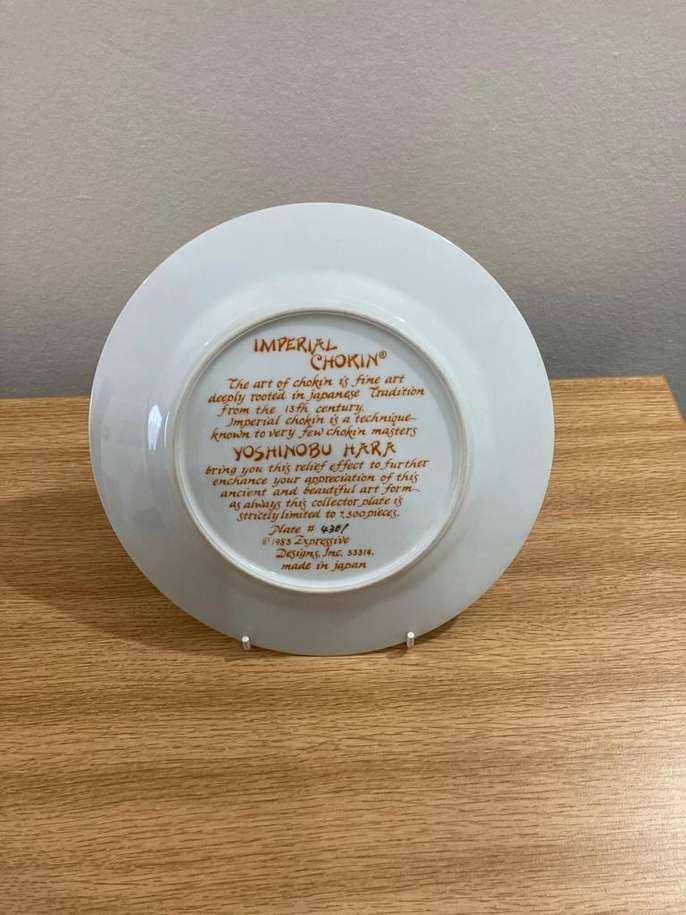 IMPERIAL
CHOKIN®
The art of chokin is fine art
deeply rooted in Japanese Tradition
from the 13th century.
Imperial chokin is a technique
known to very few chokin masters
YOSHINOBU HARA
bring you this relief effect to further
enchance your appreciation of this
ancient and beautiful art form
as always this collector plate is
strictly limited to 7,500 pieces.
Plate # 4301
©1983 Expressive
Designs, Inc. 33314.
made in japan